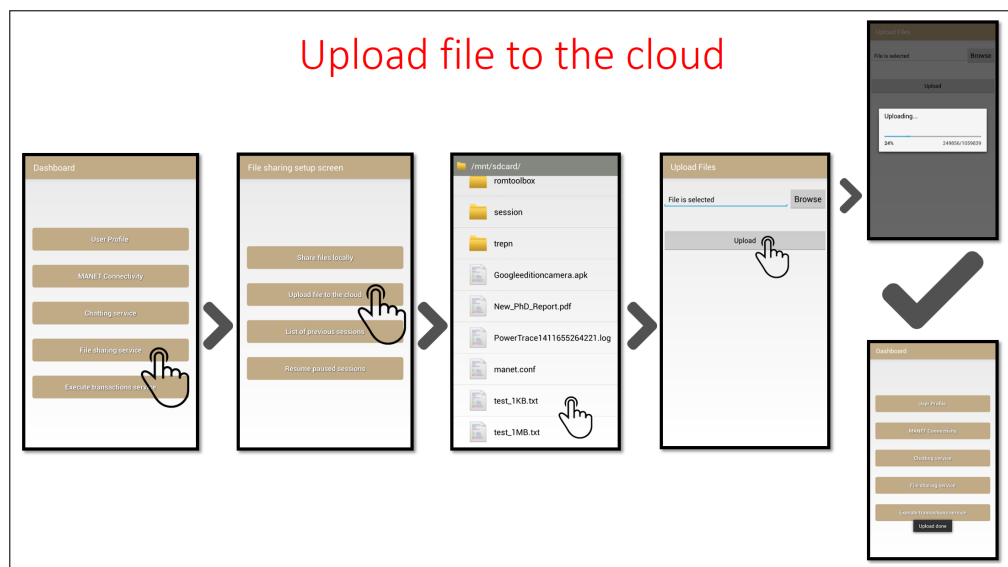 Upload file to the cloud
Dashboard
User Profile
MANET Connectivity
Chatting service
File sharing service
Execute transactions service
File sharing setup screen
Share files locally
Upload file to the cloud
List of previous sessions
Resume paused sessions
/mnt/sdcard/
romtoolbox
session
trepn
Googleeditioncamera.apk
New_PhD_Report.pdf
PowerTrace1411655264221.log
manet.conf
test_1KB.txt
test_1MB.txt
Upload Files
File is selected Browse
Upload
Upload Files
File is selected Browse
Upload
Uploading...
24% 249856/1059839
Dashboard
User Profile
MANET Connectivity
Chatting service
File sharing service
Execute transactions service
Upload done